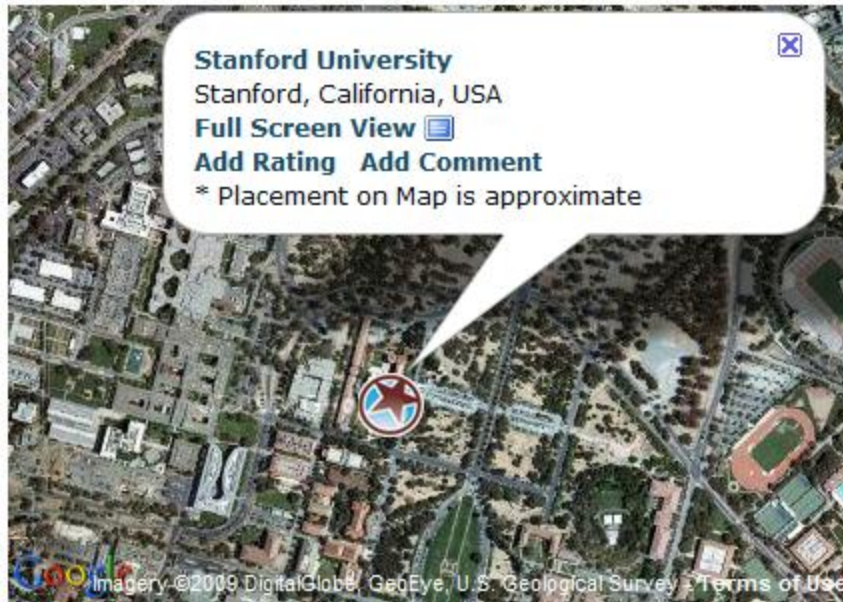 Stanford University
Stanford, California, USA
Full Screen View
Add Rating Add Comment
* Placement on Map is approximate
Google
Imagery ©2009 DigitalGlobe, GeoEye, U.S. Geological Survey - Terms of Use